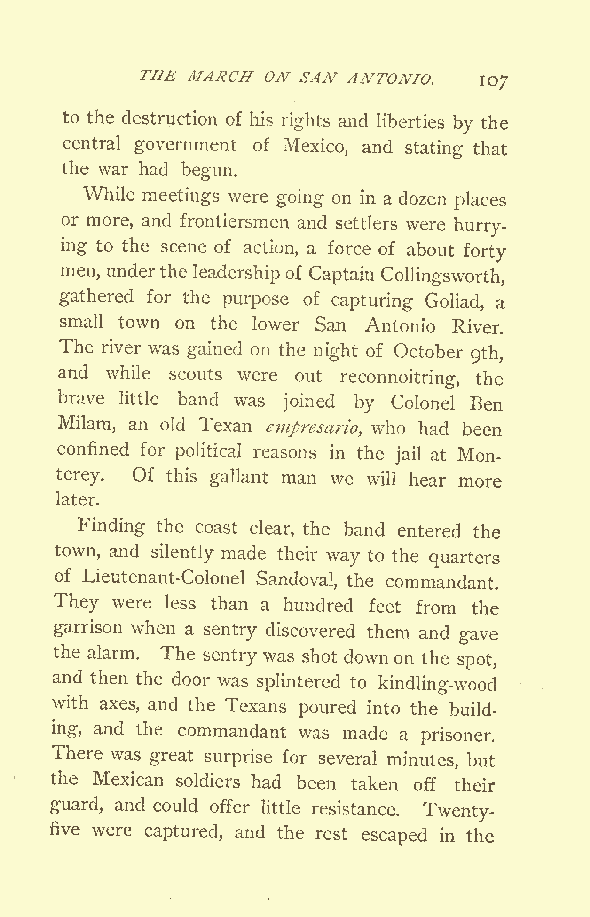 THE MARCH ON SAN ANTONIO. 107
to the destruction of his rights and liberties by the
central government of Mexico, and stating that
the war had begun.
While meetings were going on in a dozen places
or more, and frontiersmen and settlers were hurry-
ing to the scene of action, a force of about forty
men, under the leadership of Captain Collingsworth,
gathered for the purpose of capturing Goliad, a
small town on the lower San Antonio River.
The river was gained on the night of October 9th,
and while scouts were out reconnoitring, the
brave little band was joined by Colonel Ben
Milam, an old Texan empresario, who had been
confined for political reasons in the jail at Mon-
terey. Of this gallant man we will hear more
later.
Finding the coast clear, the band entered the
town, and silently made their way to the quarters
of Lieutenant-Colonel Sandoval, the commandant.
They were less than a hundred feet from the
garrison when a sentry discovered them and gave
the alarm. The sentry was shot down on the spot,
and then the door was splintered to kindling-wood
with axes, and the Texans poured into the build-
ing, and the commandant was made a prisoner.
There was great surprise for several minutes, but
the Mexican soldiers had been taken off their
guard, and could offer little resistance. Twenty-
five were captured, and the rest escaped in the